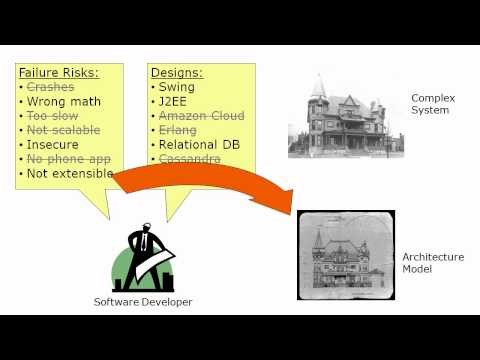 Failure Risks:
• Crashes
• Wrong math
• Too slow
• Not scalable
• Insecure
• No phone app
• Not extensible
Designs:
• Swing
• J2EE
• Amazon Cloud
• Erlang
• Relational DB
• Cassandra
Complex
System
Architecture
Model
Software Developer